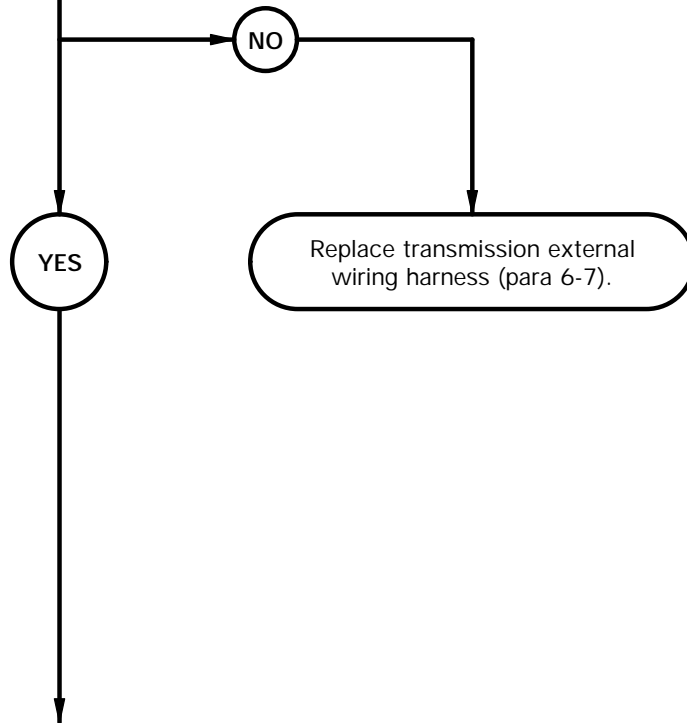 NO
YES
Replace transmission external
wiring harness (para 6-7).